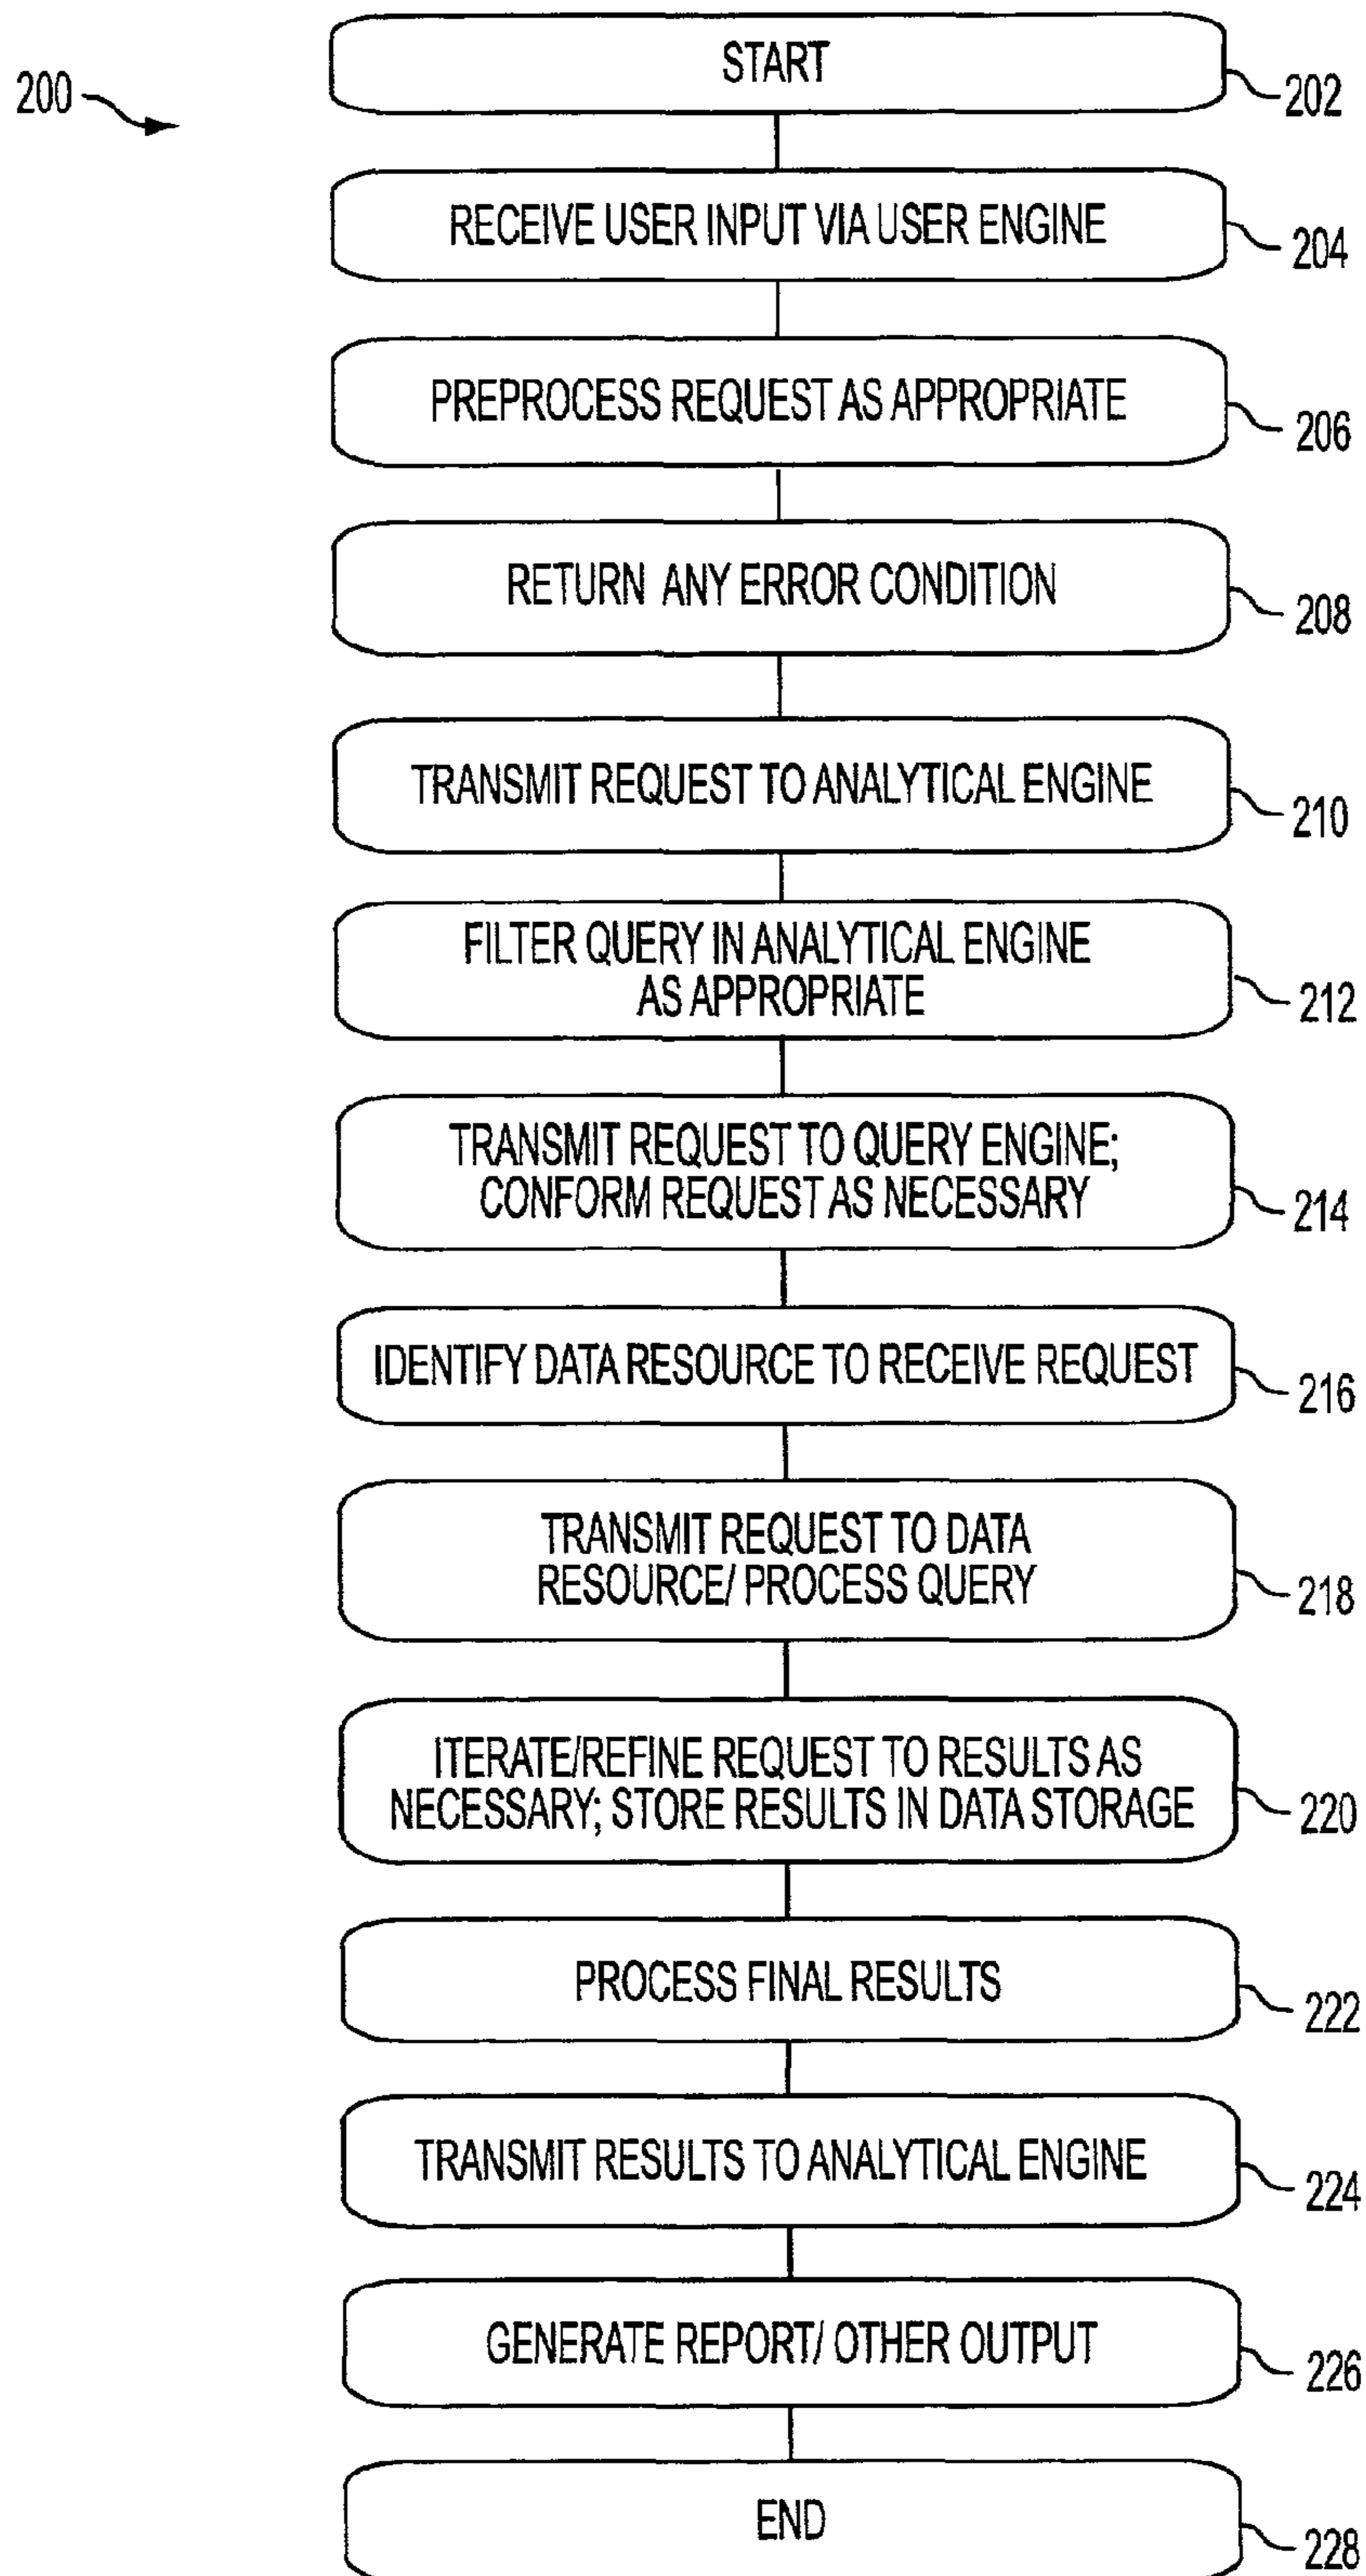 200
START
202
RECEIVE USER INPUT VIA USER ENGINE
204
PREPROCESS REQUEST AS APPROPRIATE
206
RETURN ANY ERROR CONDITION
208
TRANSMIT REQUEST TO ANALYTICAL ENGINE
210
FILTER QUERY IN ANALYTICAL ENGINE
AS APPROPRIATE
212
TRANSMIT REQUEST TO QUERY ENGINE;
CONFORM REQUEST AS NECESSARY
214
IDENTIFY DATA RESOURCE TO RECEIVE REQUEST
216
TRANSMIT REQUEST TO DATA
RESOURCE/ PROCESS QUERY
218
ITERATE/REFINE REQUEST TO RESULTS AS
NECESSARY; STORE RESULTS IN DATA STORAGE
220
PROCESS FINAL RESULTS
222
TRANSMIT RESULTS TO ANALYTICAL ENGINE
224
GENERATE REPORT/ OTHER OUTPUT
226
END
228